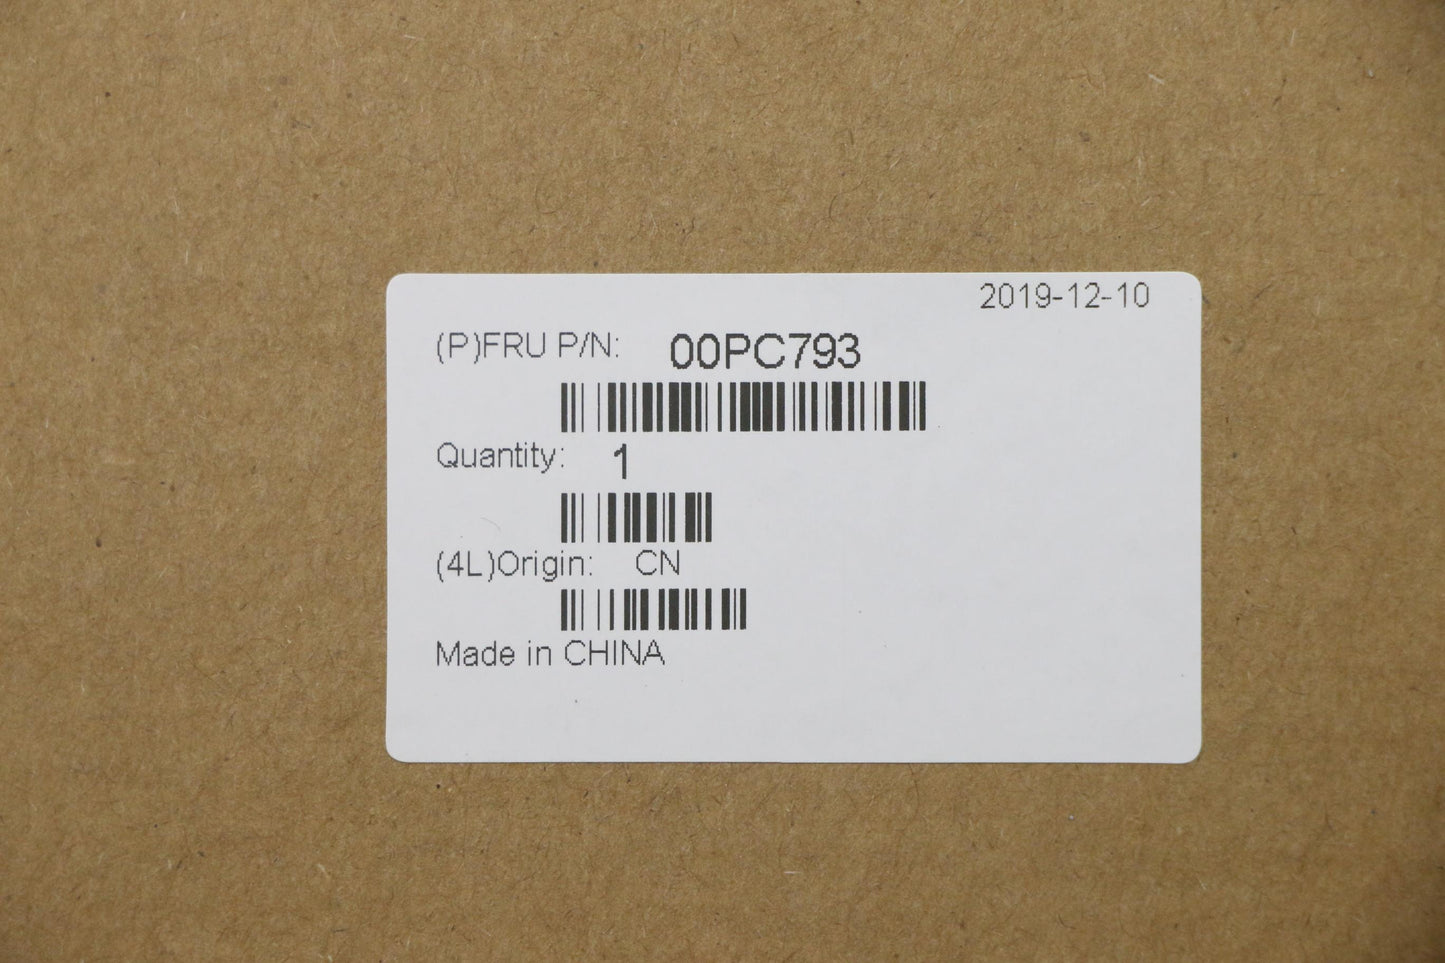 2019-12-10
(P)FRU P/N: 00PC793
Quantity: 1
(4L)Origin: CN
Made in CHINA